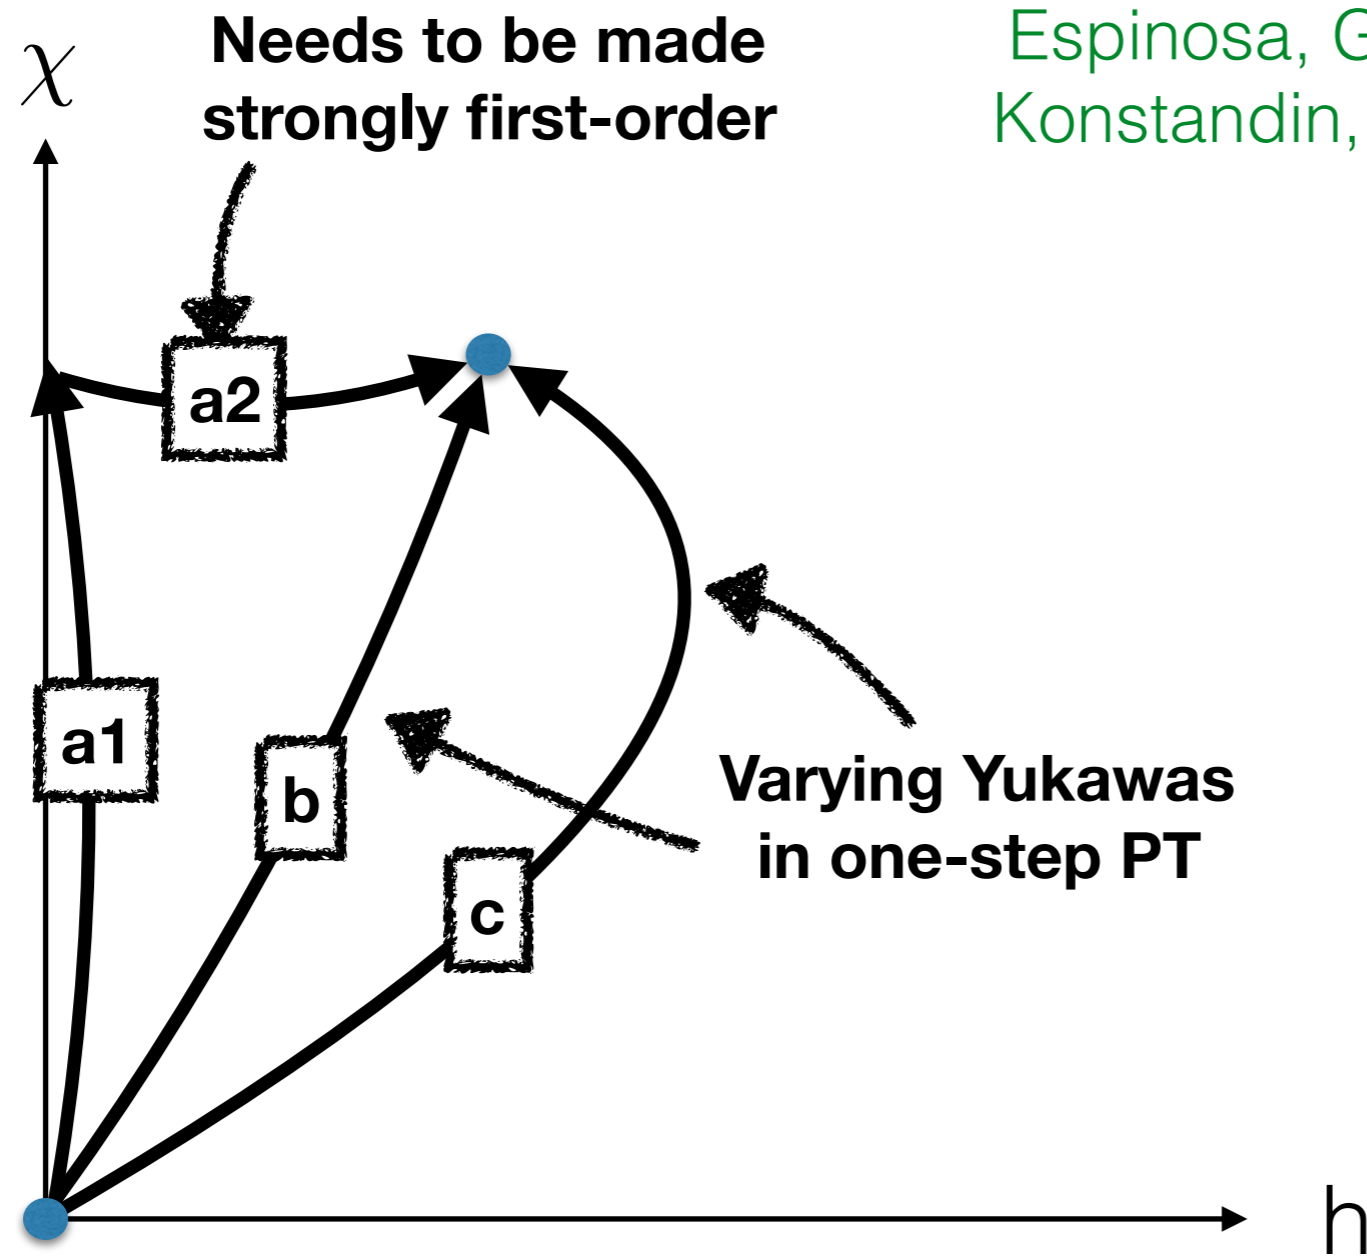 χ
Needs to be made
strongly first-order
Espinosa, G
Konstandin,
a2
a1
b
c
Varying Yukawas
in one-step PT
h